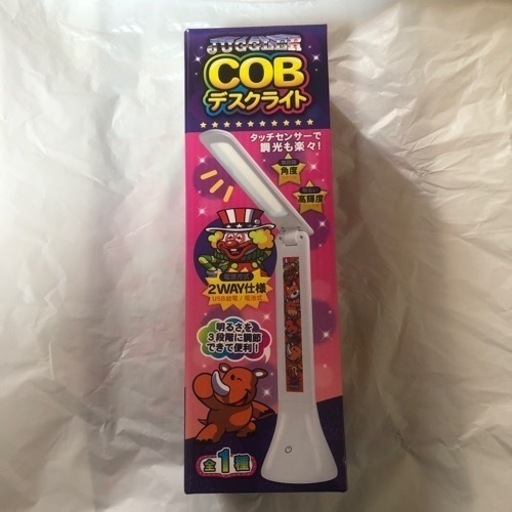 JUGGLER
COB
デスクライト
タッチセンサーで
調光も楽々!
角度
高輝度
2WAY仕様
USB給電/電池式
明るさを
3段階に調節
できて便利!
全1種